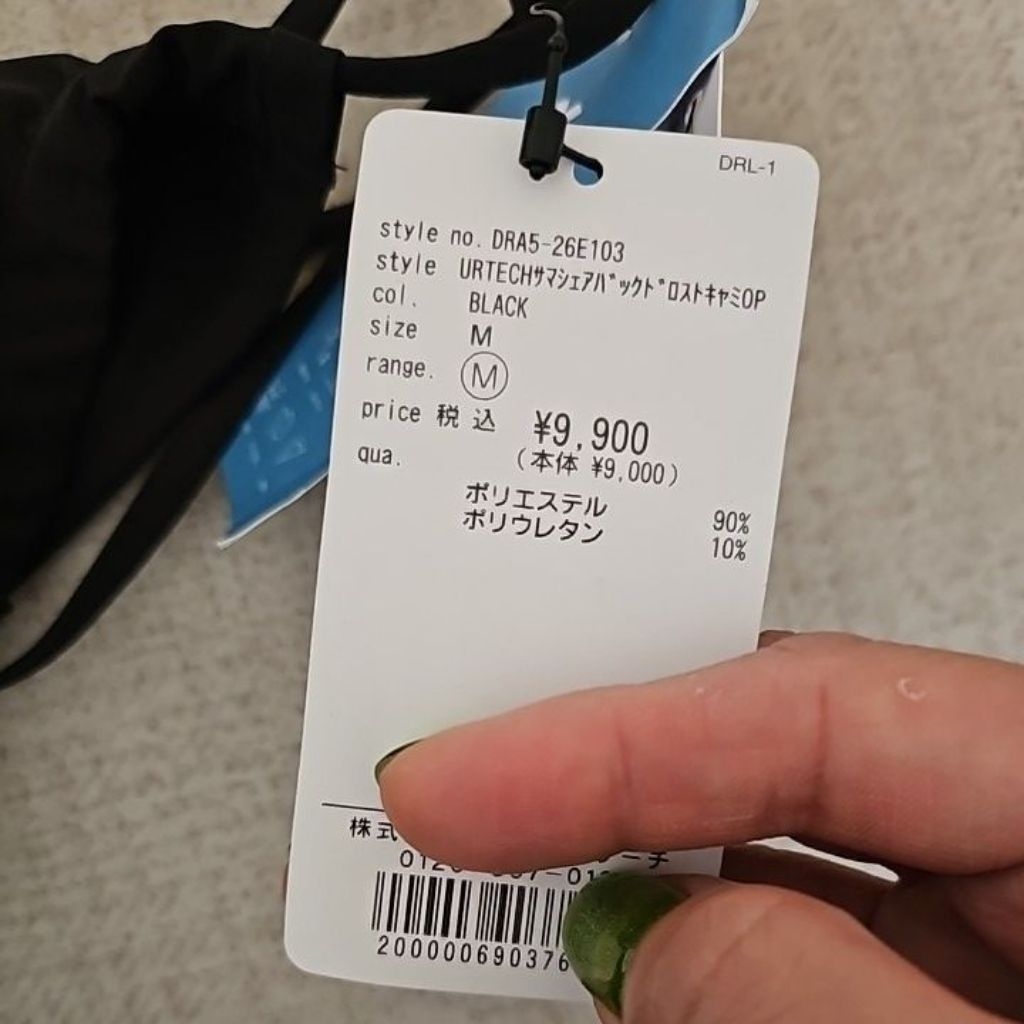 DRL-1
style no. DRA5-26E103
style URTECHサマシェアバックドロストキャミOP
col. BLACK
size M
range. M
price 税込 ¥9,900
(本体 ¥9,000)
qua.
ポリエステル 90%
ポリウレタン 10%
株式
200000690376